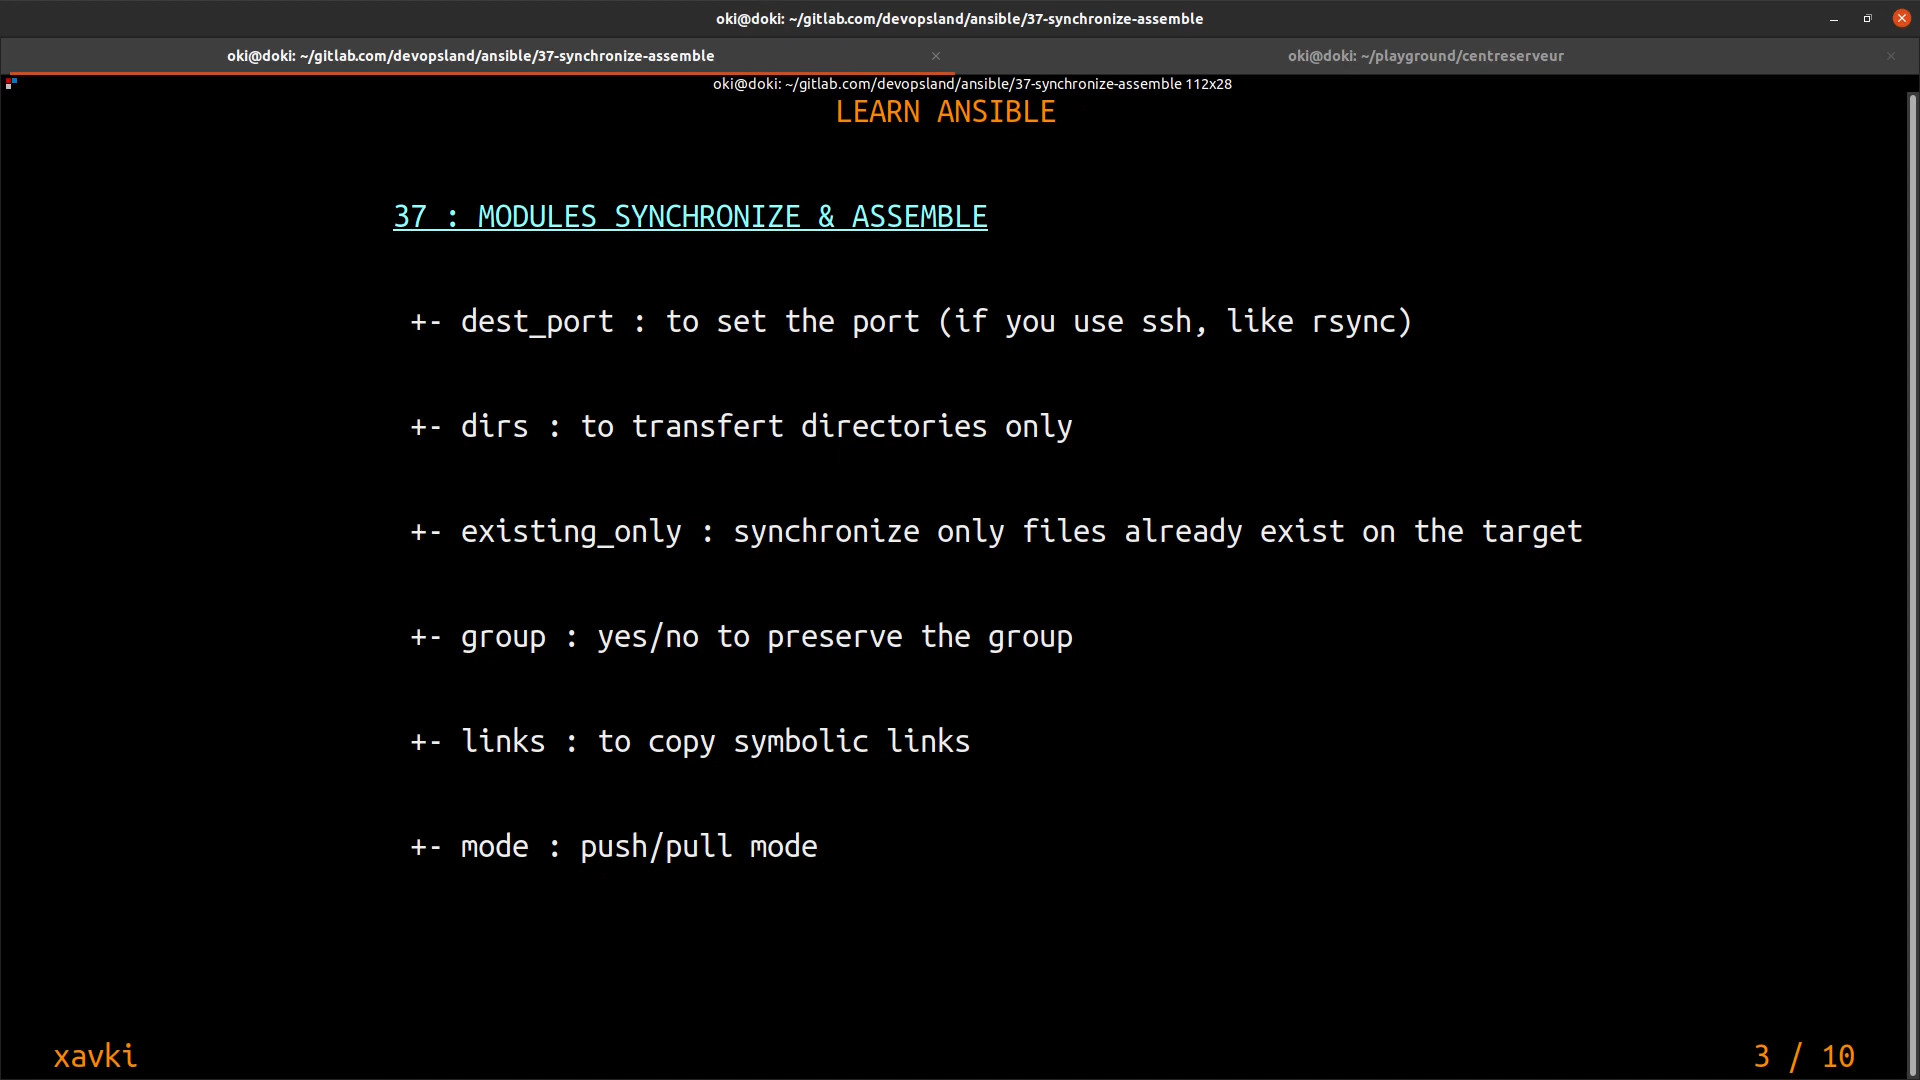 oki@doki: ~/gitlab.com/devopsland/ansible/37-synchronize-assemble
oki@doki: ~/gitlab.com/devopsland/ansible/37-synchronize-assemble
oki@doki: ~/playground/centreserveur
oki@doki: ~/gitlab.com/devopsland/ansible/37-synchronize-assemble 112x28
LEARN ANSIBLE
37 : MODULES SYNCHRONIZE & ASSEMBLE
+- dest_port : to set the port (if you use ssh, like rsync)
+- dirs : to transfert directories only
+- existing_only : synchronize only files already exist on the target
+- group : yes/no to preserve the group
+- links : to copy symbolic links
+- mode : push/pull mode
xavki
3 / 10